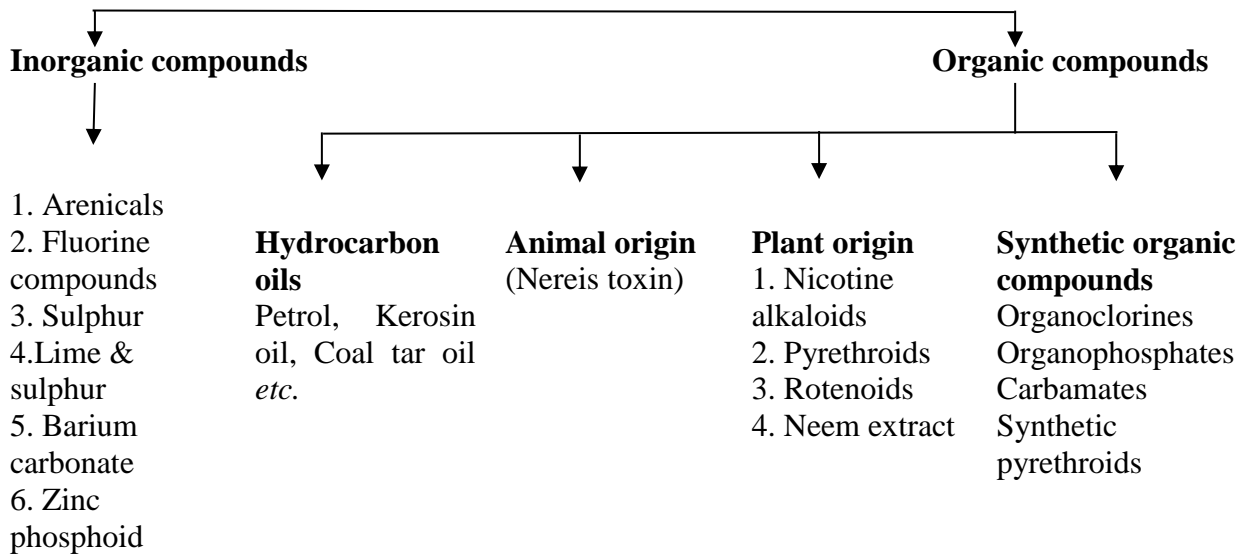 Inorganic compounds
Organic compounds
1. Arenicals
2. Fluorine
compounds
3. Sulphur
4.Lime &
sulphur
5. Barium
carbonate
6. Zinc
phosphoid
Hydrocarbon
oils
Petrol, Kerosin
oil, Coal tar oil
etc.
Animal origin
(Nereis toxin)
Plant origin
1. Nicotine
alkaloids
2. Pyrethroids
3. Rotenoids
4. Neem extract
Synthetic organic
compounds
Organoclorines
Organophosphates
Carbamates
Synthetic
pyrethroids